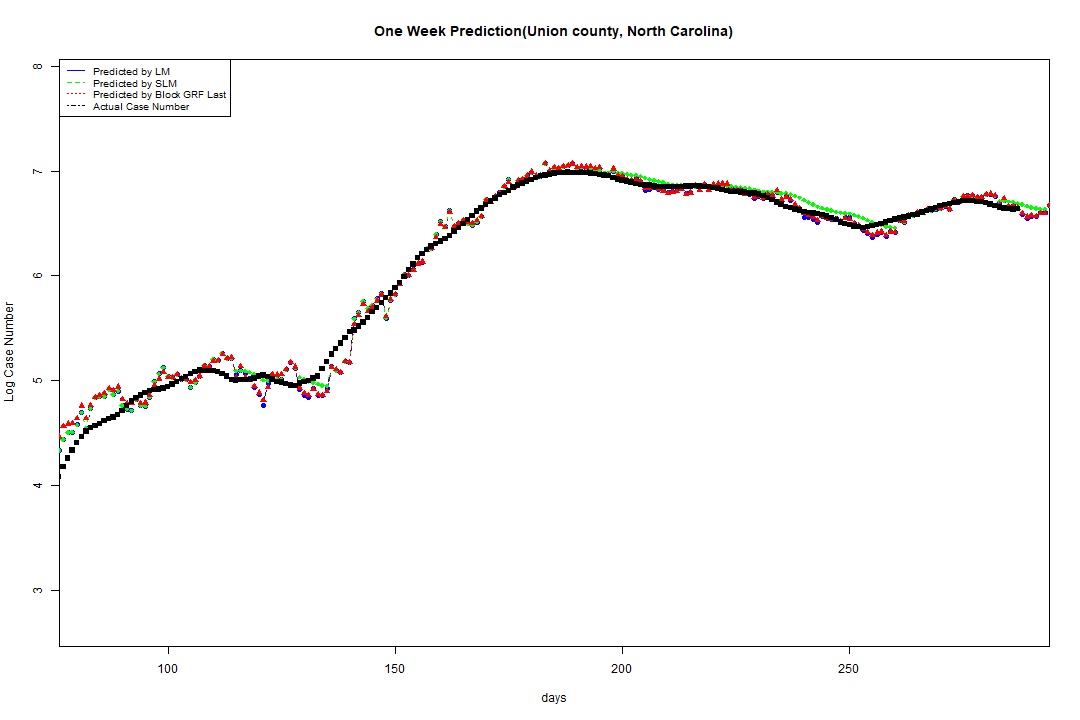 One Week Prediction(Union county, North Carolina)
Predicted by LM
Predicted by SLM
Predicted by Block GRF Last
Actual Case Number
8
7
6
5
4
3
Log Case Number
100 150 200 250
days